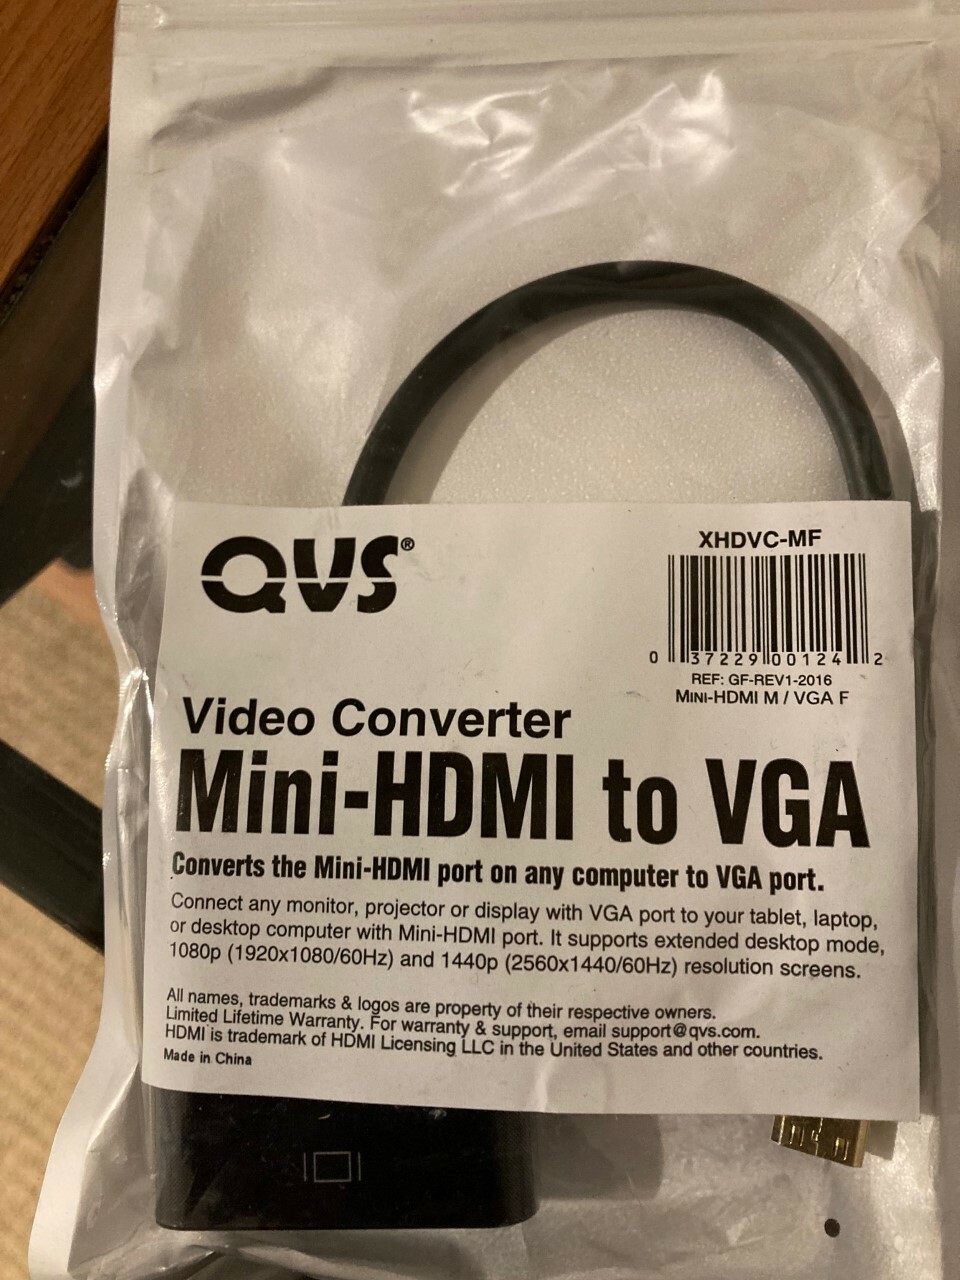 QVS®
XHDVC-MF
0 37229 00124 2
REF: GF-REV1-2016
MINI-HDMI M / VGA F
Video Converter
Mini-HDMI to VGA
Converts the Mini-HDMI port on any computer to VGA port.
Connect any monitor, projector or display with VGA port to your tablet, laptop,
or desktop computer with Mini-HDMI port. It supports extended desktop mode,
1080p (1920x1080/60Hz) and 1440p (2560x1440/60Hz) resolution screens.
All names, trademarks & logos are property of their respective owners.
Limited Lifetime Warranty. For warranty & support, email support@qvs.com.
HDMI is trademark of HDMI Licensing LLC in the United States and other countries.
Made in China